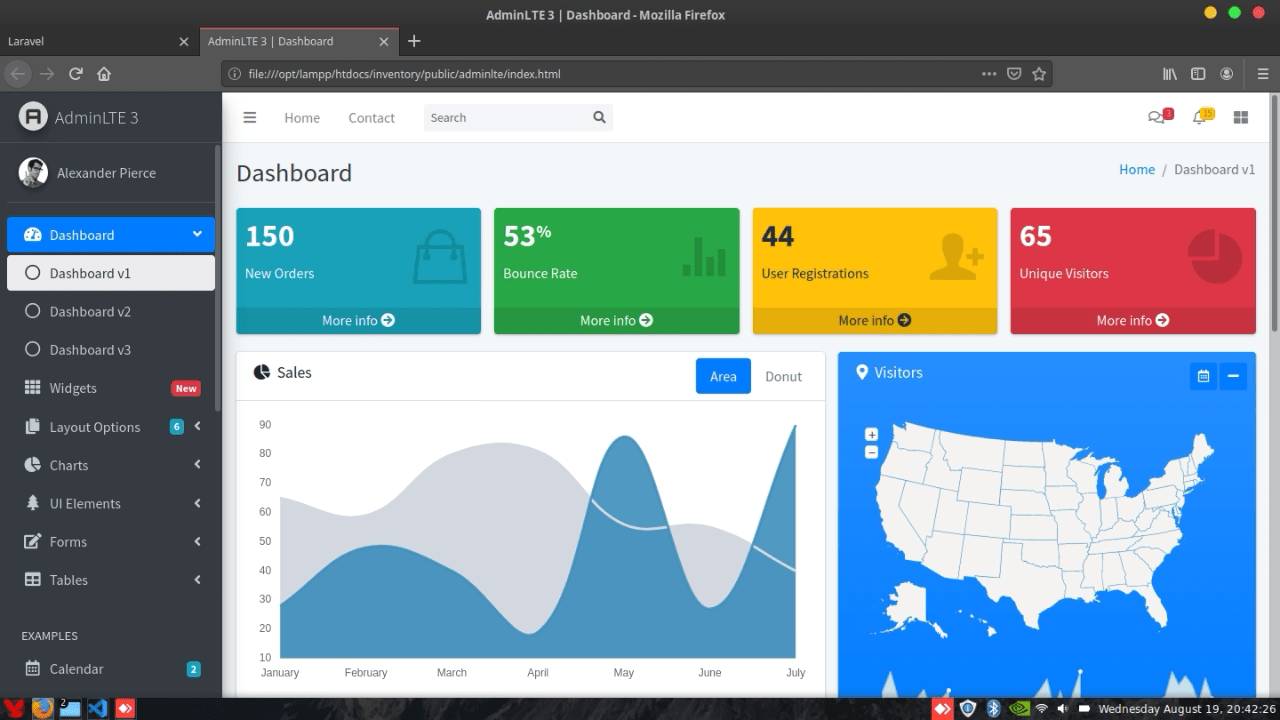 AdminLTE 3 | Dashboard - Mozilla Firefox
Laravel
AdminLTE 3 | Dashboard
file:///opt/lampp/htdocs/inventory/public/adminlte/index.html
AdminLTE 3
Home
Contact
Search
3
15
Alexander Pierce
Dashboard
Dashboard v1
Dashboard v2
Dashboard v3
Widgets New
Layout Options 6
Charts
UI Elements
Forms
Tables
EXAMPLES
Calendar 2
Dashboard
Home / Dashboard v1
150
New Orders
More info
53%
Bounce Rate
More info
44
User Registrations
More info
65
Unique Visitors
More info
Sales
Area
Donut
90
80
70
60
50
40
30
20
10
January February March April May June July
Visitors
+
−
2
Wednesday August 19, 20:42:26